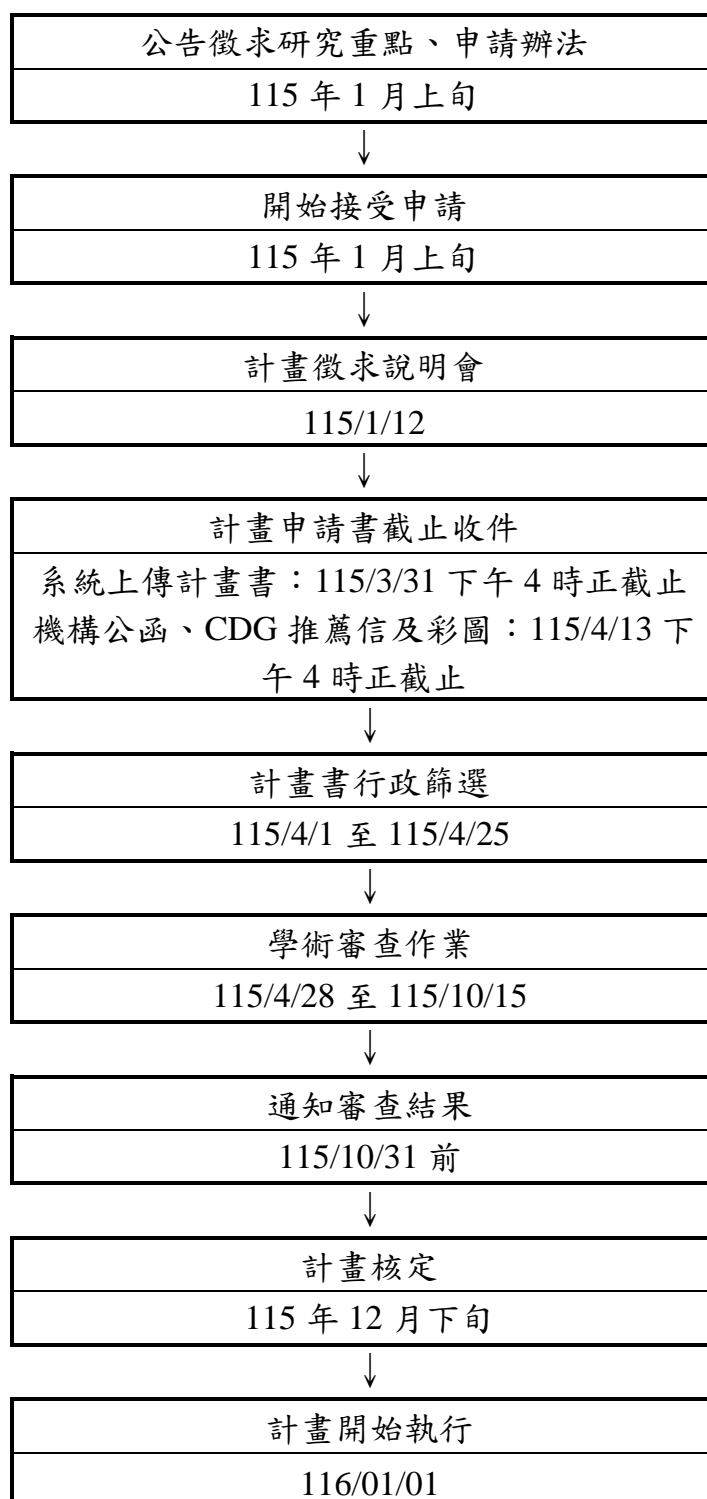 公告徵求研究重點、申請辦法
115 年 1 月上旬
↓
開始接受申請
115 年 1 月上旬
↓
計畫徵求說明會
115/1/12
↓
計畫申請書截止收件
系統上傳計畫書：115/3/31 下午 4 時正截止
機構公函、CDG 推薦信及彩圖：115/4/13 下
午 4 時正截止
↓
計畫書行政篩選
115/4/1 至 115/4/25
↓
學術審查作業
115/4/28 至 115/10/15
↓
通知審查結果
115/10/31 前
↓
計畫核定
115 年 12 月下旬
↓
計畫開始執行
116/01/01